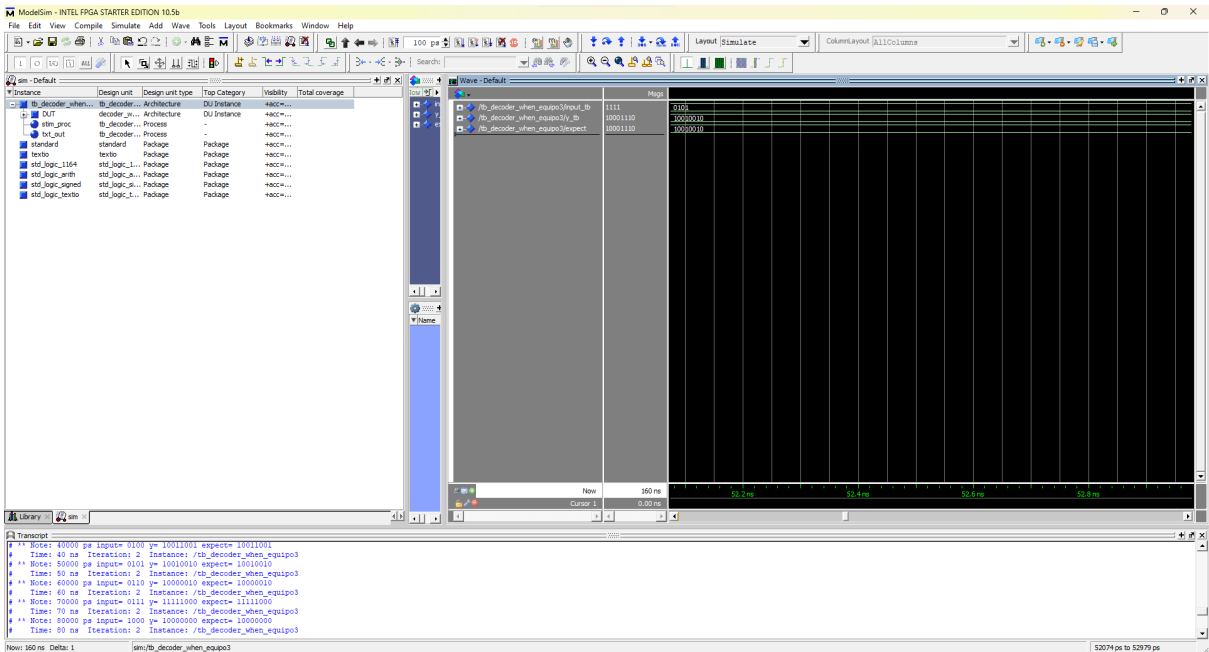 ModelSim - INTEL FPGA STARTER EDITION 10.5b
File Edit View Compile Simulate Add Wave Tools Layout Bookmarks Window Help
100 ps
Layout Simulate
ColumnLayout AllColumns
Search:
sim - Default
Instance Design unit Design unit type Top Category Visibility Total coverage
tb_decoder_when... tb_decoder... Architecture DU Instance +acc=...
DUT decoder_w... Architecture DU Instance +acc=...
stim_proc tb_decoder... Process - +acc=...
txt_out tb_decoder... Process - +acc=...
standard standard Package Package +acc=...
textio textio Package Package +acc=...
std_logic_1164 std_logic_1... Package Package +acc=...
std_logic_arith std_logic_a... Package Package +acc=...
std_logic_signed std_logic_si... Package Package +acc=...
std_logic_textio std_logic_t... Package Package +acc=...
Name
Wave - Default
Msgs
/tb_decoder_when_equipo3/input_tb 1111 0101
/tb_decoder_when_equipo3/y_tb 10001110 10010010
/tb_decoder_when_equipo3/expect 10001110 10010010
Now 160 ns
52.2 ns 52.4 ns 52.6 ns 52.8 ns
Cursor 1 0.00 ns
Library sim
Transcript
# ** Note: 40000 ps input= 0100 y= 10011001 expect= 10011001
# Time: 40 ns Iteration: 2 Instance: /tb_decoder_when_equipo3
# ** Note: 50000 ps input= 0101 y= 10010010 expect= 10010010
# Time: 50 ns Iteration: 2 Instance: /tb_decoder_when_equipo3
# ** Note: 60000 ps input= 0110 y= 10000010 expect= 10000010
# Time: 60 ns Iteration: 2 Instance: /tb_decoder_when_equipo3
# ** Note: 70000 ps input= 0111 y= 11111000 expect= 11111000
# Time: 70 ns Iteration: 2 Instance: /tb_decoder_when_equipo3
# ** Note: 80000 ps input= 1000 y= 10000000 expect= 10000000
# Time: 80 ns Iteration: 2 Instance: /tb_decoder_when_equipo3
Now: 160 ns Delta: 1 sim:/tb_decoder_when_equipo3 52074 ps to 52979 ps